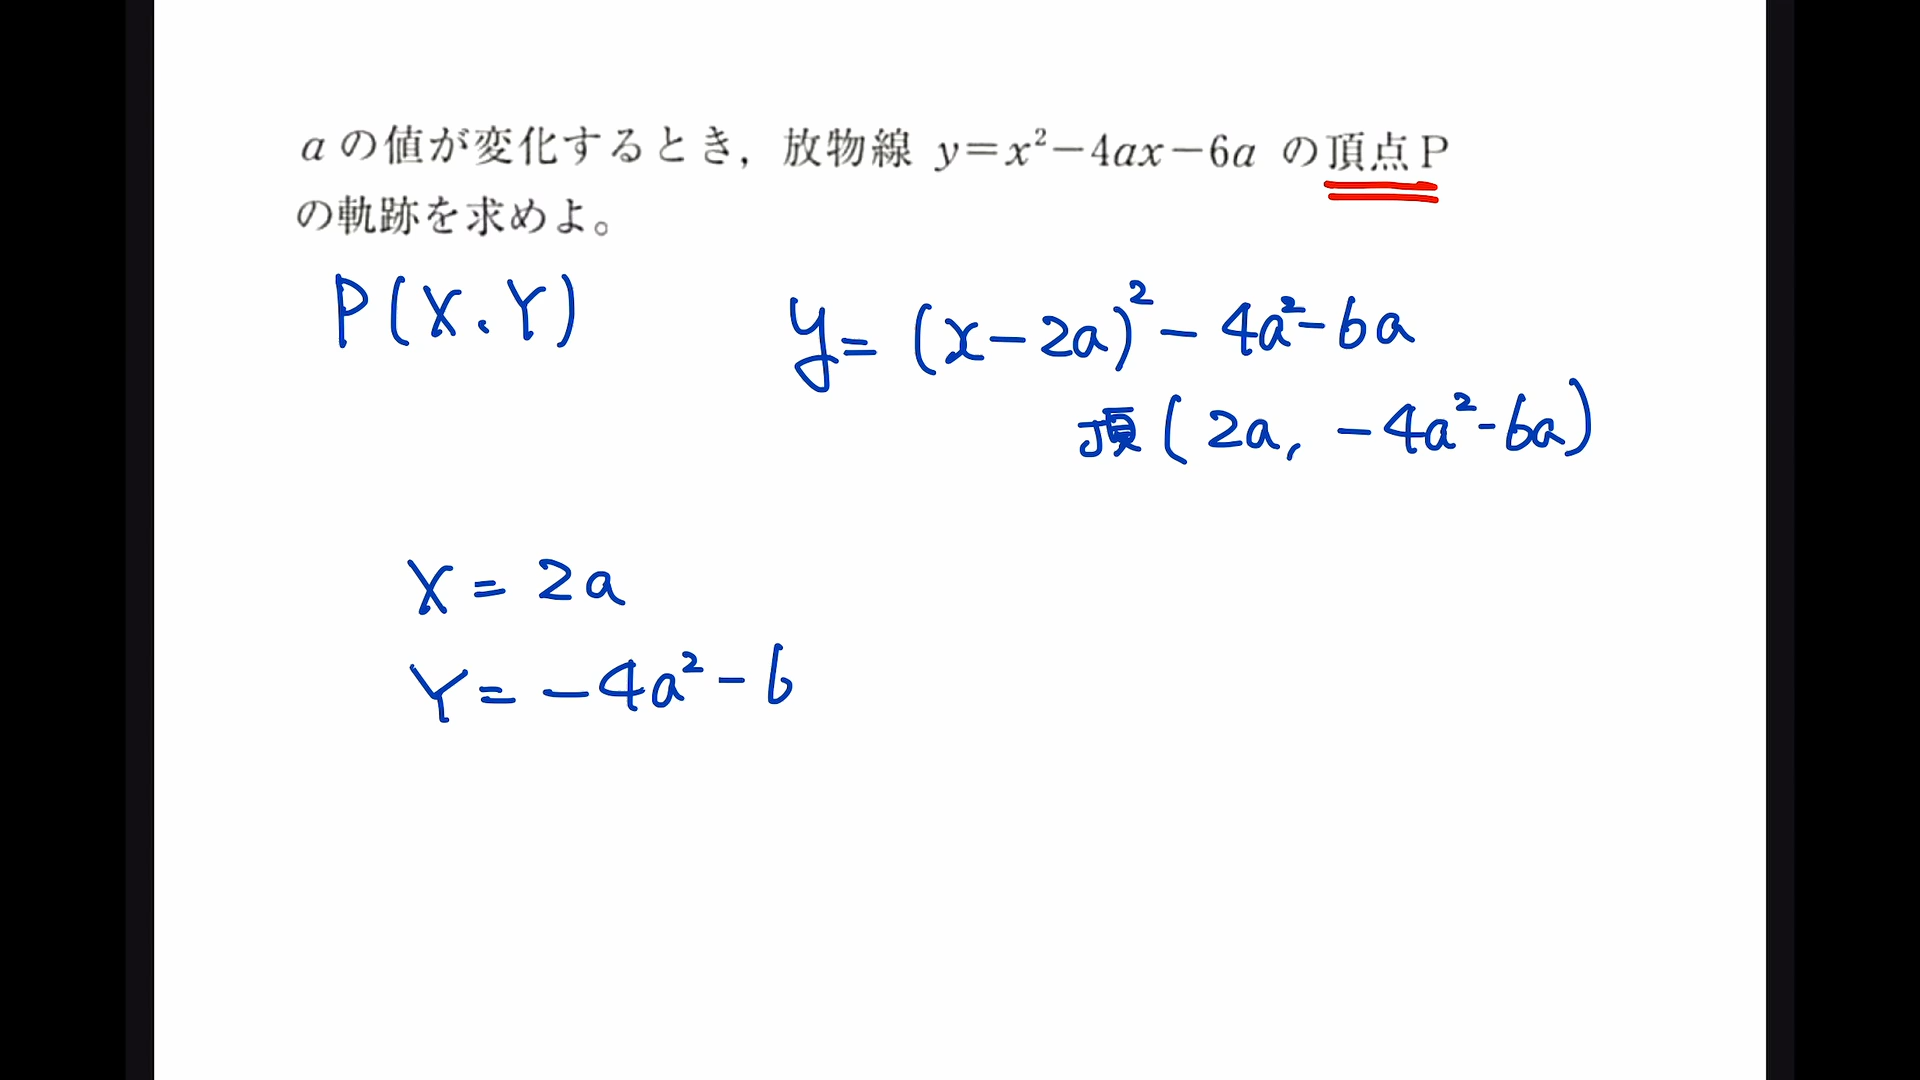 aの値が変化するとき，放物線 y=x²−4ax−6a の頂点P
の軌跡を求めよ。
P(X、Y)
y=(x−2a)²−4a²−6a
頂(2a, −4a²−6a)
X=2a
Y=−4a²−6